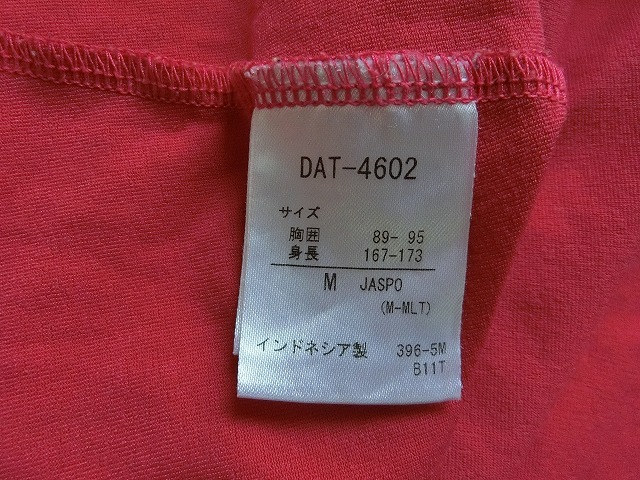 DAT-4602
サイズ
胸囲 89- 95
身長 167-173
M JASPO
(M-MLT)
インドネシア製 396-5M
B11T